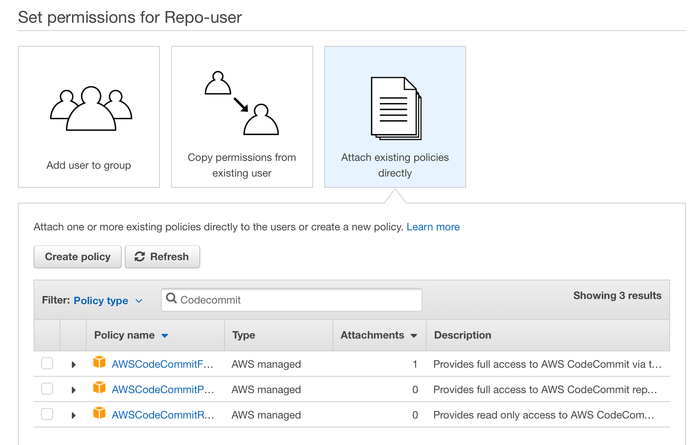 Set permissions for Repo-user
Add user to group
Copy permissions from
existing user
Attach existing policies
directly
Attach one or more existing policies directly to the users or create a new policy. Learn more
Create policy
Refresh
Filter: Policy type
Codecommit
Showing 3 results
Policy name Type Attachments Description
AWSCodeCommitF... AWS managed 1 Provides full access to AWS CodeCommit via t...
AWSCodeCommitP... AWS managed 0 Provides full access to AWS CodeCommit rep...
AWSCodeCommitR... AWS managed 0 Provides read only access to AWS CodeCom...